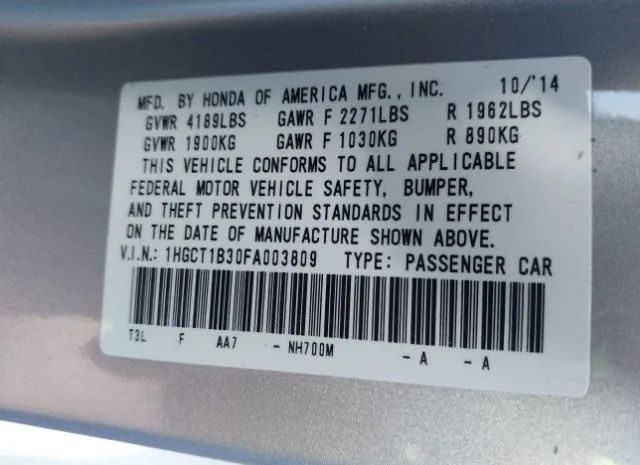 MFD. BY HONDA OF AMERICA MFG., INC. 10/'14
GVWR 4189LBS GAWR F 2271LBS R 1962LBS
GVWR 1900KG GAWR F 1030KG R 890KG
THIS VEHICLE CONFORMS TO ALL APPLICABLE
FEDERAL MOTOR VEHICLE SAFETY, BUMPER,
AND THEFT PREVENTION STANDARDS IN EFFECT
ON THE DATE OF MANUFACTURE SHOWN ABOVE.
V.I.N.: 1HGCT1B30FA003809 TYPE: PASSENGER CAR
T3L F AA7 - NH700M - A - A